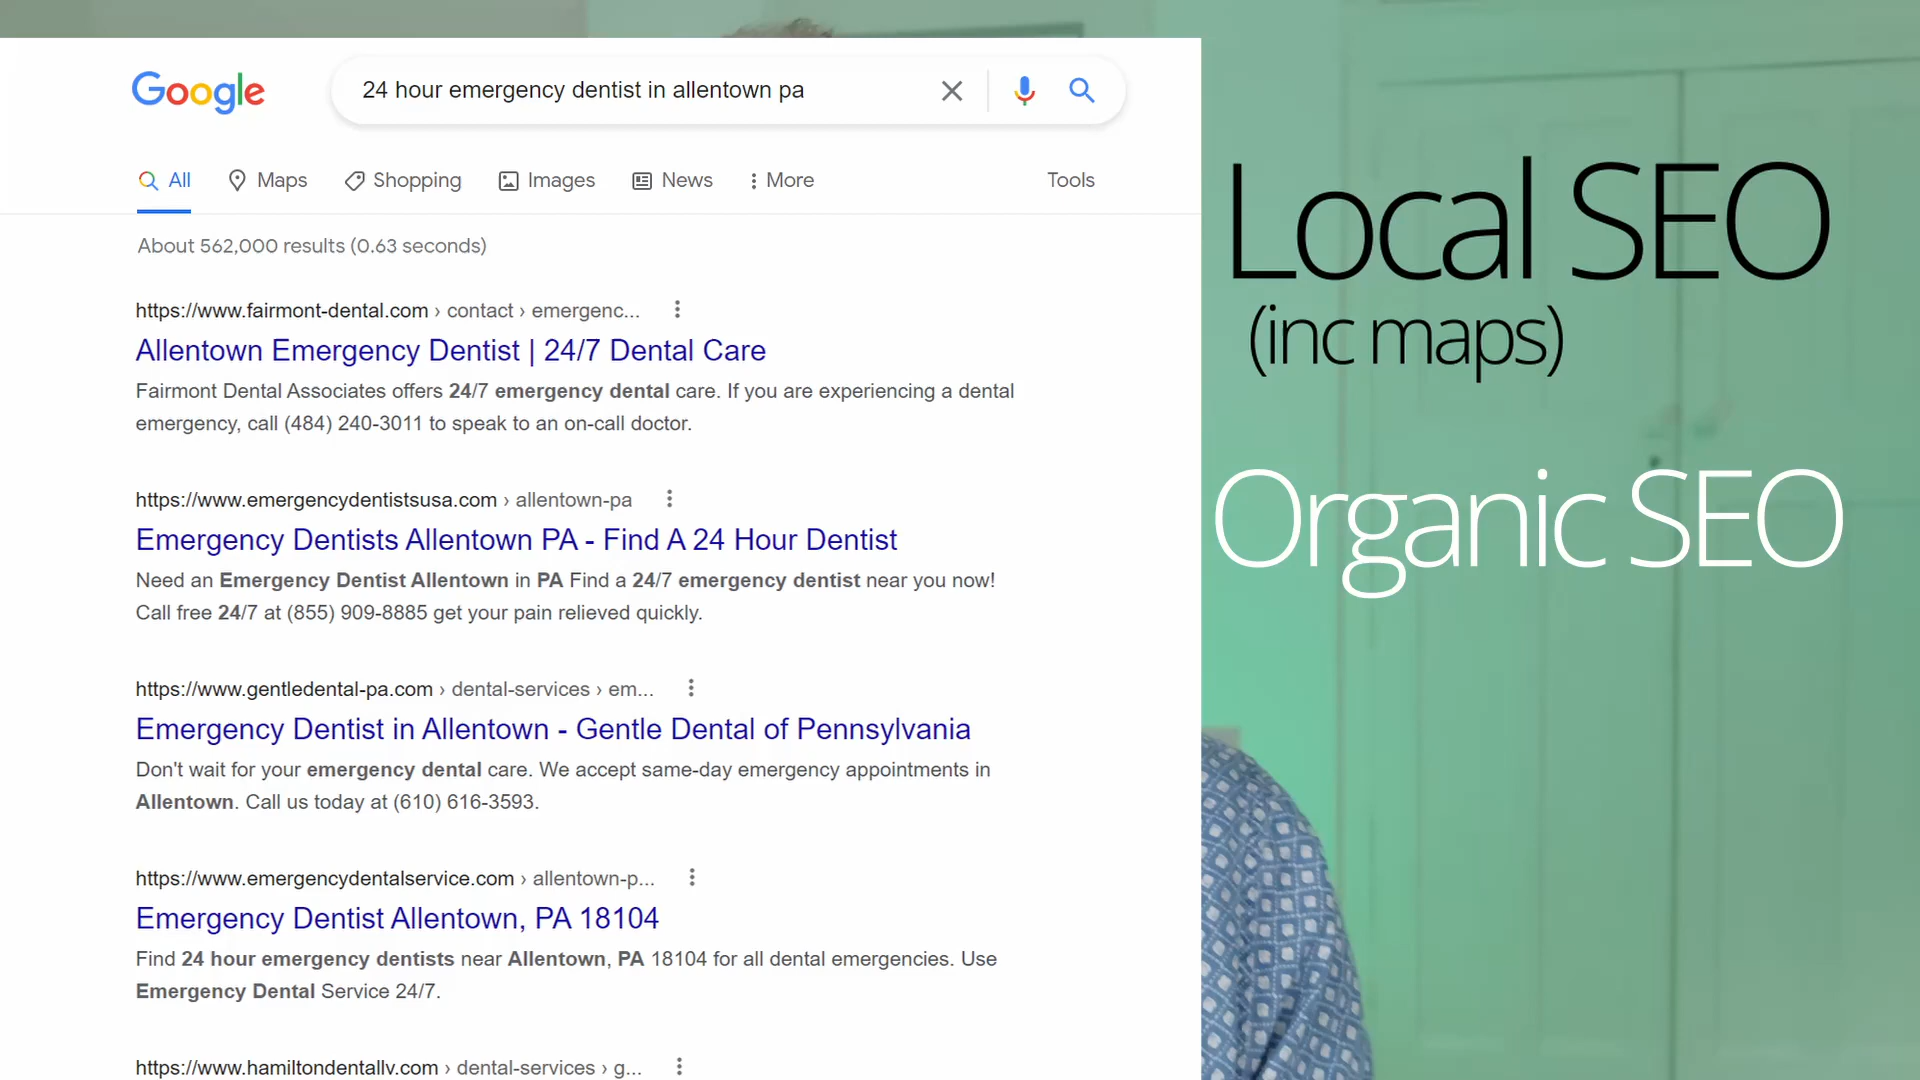 Google
24 hour emergency dentist in allentown pa
All Maps Shopping Images News More Tools
About 562,000 results (0.63 seconds)
https://www.fairmont-dental.com › contact › emergenc...
Allentown Emergency Dentist | 24/7 Dental Care
Fairmont Dental Associates offers 24/7 emergency dental care. If you are experiencing a dental
emergency, call (484) 240-3011 to speak to an on-call doctor.
https://www.emergencydentistsusa.com › allentown-pa
Emergency Dentists Allentown PA - Find A 24 Hour Dentist
Need an Emergency Dentist Allentown in PA Find a 24/7 emergency dentist near you now!
Call free 24/7 at (855) 909-8885 get your pain relieved quickly.
https://www.gentledental-pa.com › dental-services › em...
Emergency Dentist in Allentown - Gentle Dental of Pennsylvania
Don't wait for your emergency dental care. We accept same-day emergency appointments in
Allentown. Call us today at (610) 616-3593.
https://www.emergencydentalservice.com › allentown-p...
Emergency Dentist Allentown, PA 18104
Find 24 hour emergency dentists near Allentown, PA 18104 for all dental emergencies. Use
Emergency Dental Service 24/7.
https://www.hamiltondentallv.com › dental-services › g...
Local SEO
(inc maps)
Organic SEO